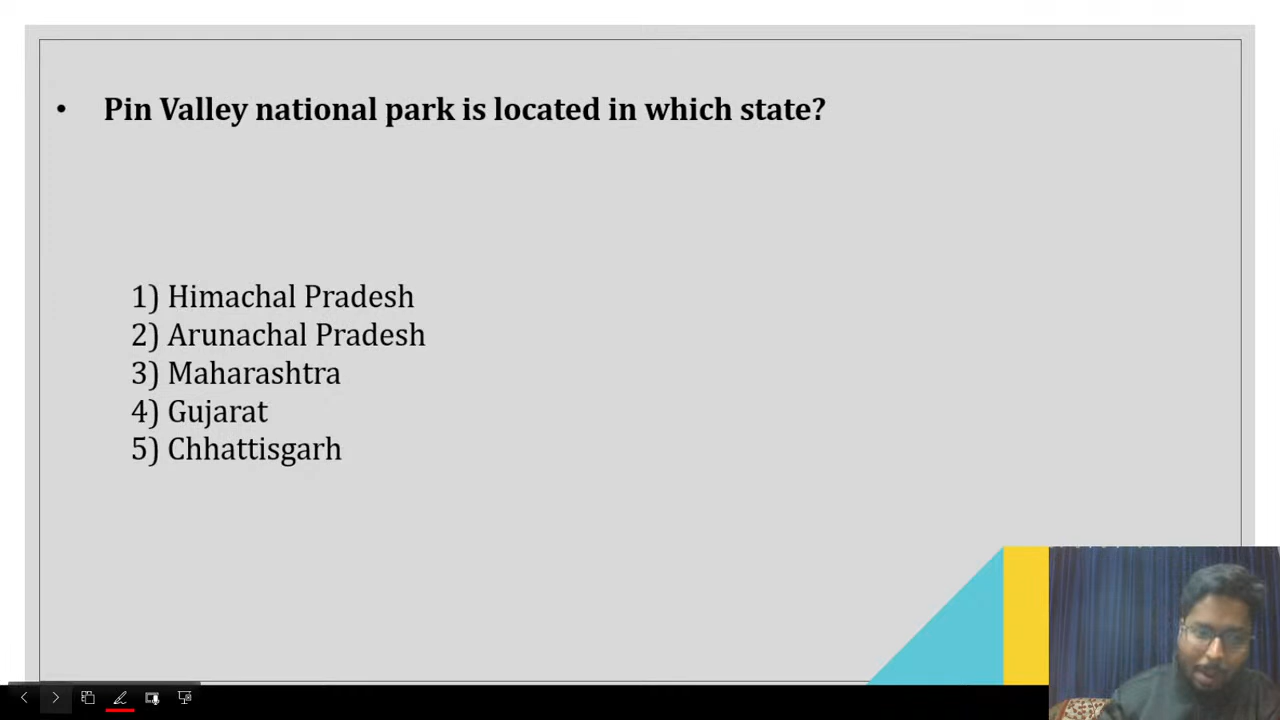 • Pin Valley national park is located in which state?
1) Himachal Pradesh
2) Arunachal Pradesh
3) Maharashtra
4) Gujarat
5) Chhattisgarh